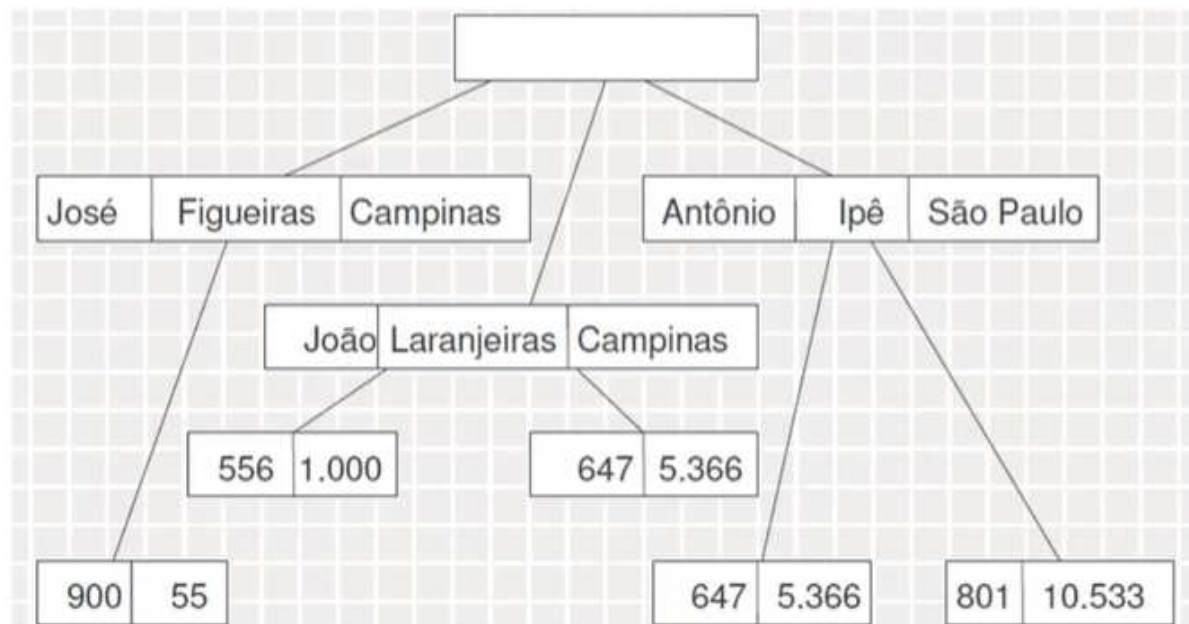 José Figueiras Campinas
Antônio Ipê São Paulo
João Laranjeiras Campinas
556 1.000
647 5.366
900 55
647 5.366
801 10.533